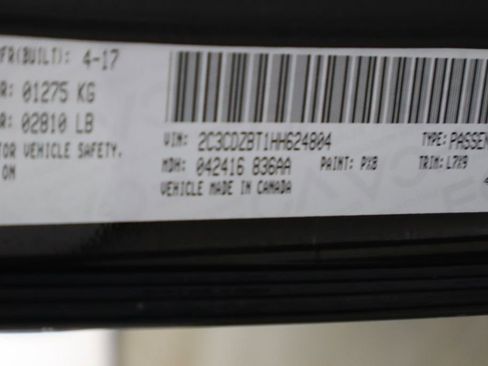 FR(BUILT): 4-17
R: 01275 KG
R: 02810 LB
TOR VEHICLE SAFETY,
ON
VIN: 2C3CDZBT1HH624804
TYPE: PASSEN
MDH: 042416 836AA
PAINT: PX8
TRIM: L7X9
VEHICLE MADE IN CANADA
4